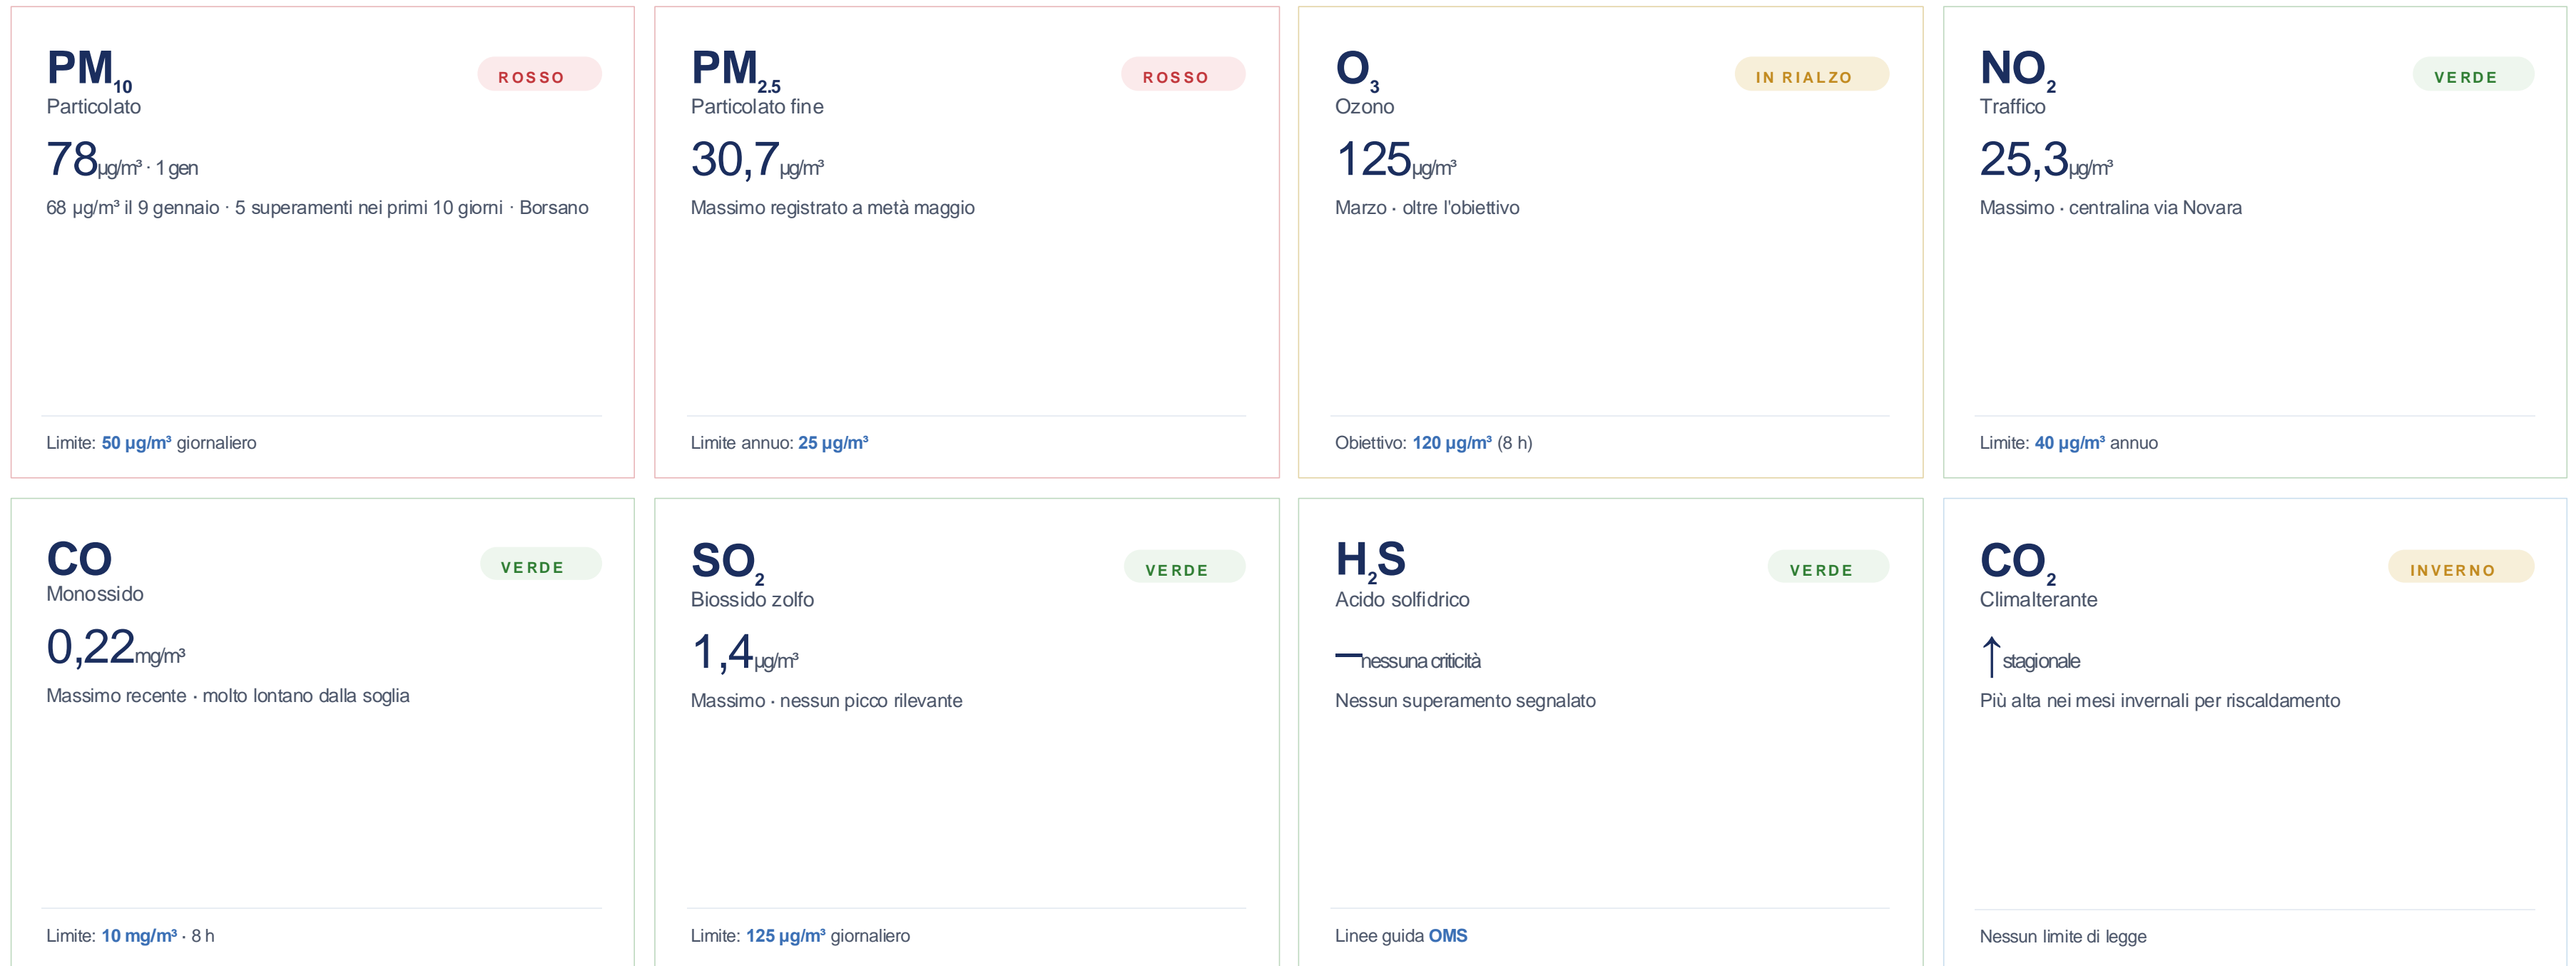 PM10
ROSSO
Particolato
78µg/m³ · 1 gen
68 µg/m³ il 9 gennaio · 5 superamenti nei primi 10 giorni · Borsano
Limite: 50 µg/m³ giornaliero
PM2.5
ROSSO
Particolato fine
30,7µg/m³
Massimo registrato a metà maggio
Limite annuo: 25 µg/m³
O3
IN RIALZO
Ozono
125µg/m³
Marzo · oltre l'obiettivo
Obiettivo: 120 µg/m³ (8 h)
NO2
VERDE
Traffico
25,3µg/m³
Massimo · centralina via Novara
Limite: 40 µg/m³ annuo
CO
VERDE
Monossido
0,22mg/m³
Massimo recente · molto lontano dalla soglia
Limite: 10 mg/m³ · 8 h
SO2
VERDE
Biossido zolfo
1,4µg/m³
Massimo · nessun picco rilevante
Limite: 125 µg/m³ giornaliero
H2S
VERDE
Acido solfidrico
—nessuna criticità
Nessun superamento segnalato
Linee guida OMS
CO2
INVERNO
Climalterante
↑stagionale
Più alta nei mesi invernali per riscaldamento
Nessun limite di legge